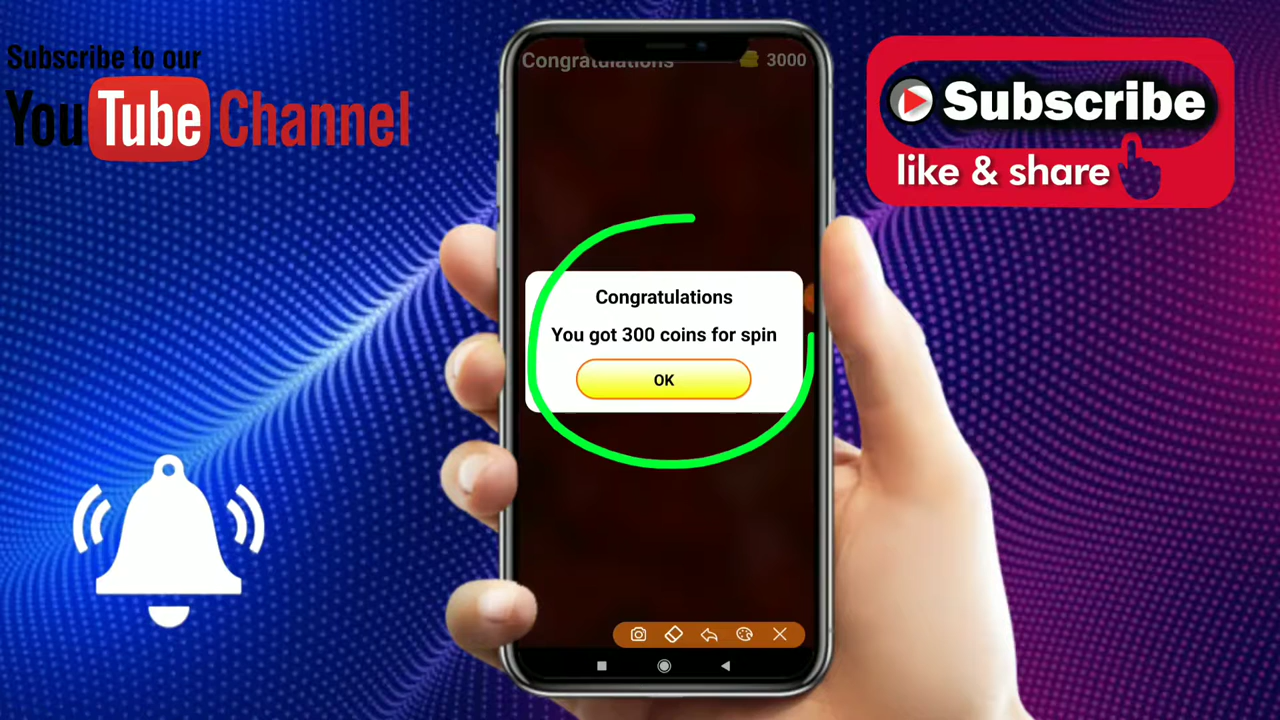 Subscribe to our
YouTube Channel
Congratulations
3000
Subscribe
like & share
Congratulations
You got 300 coins for spin
OK